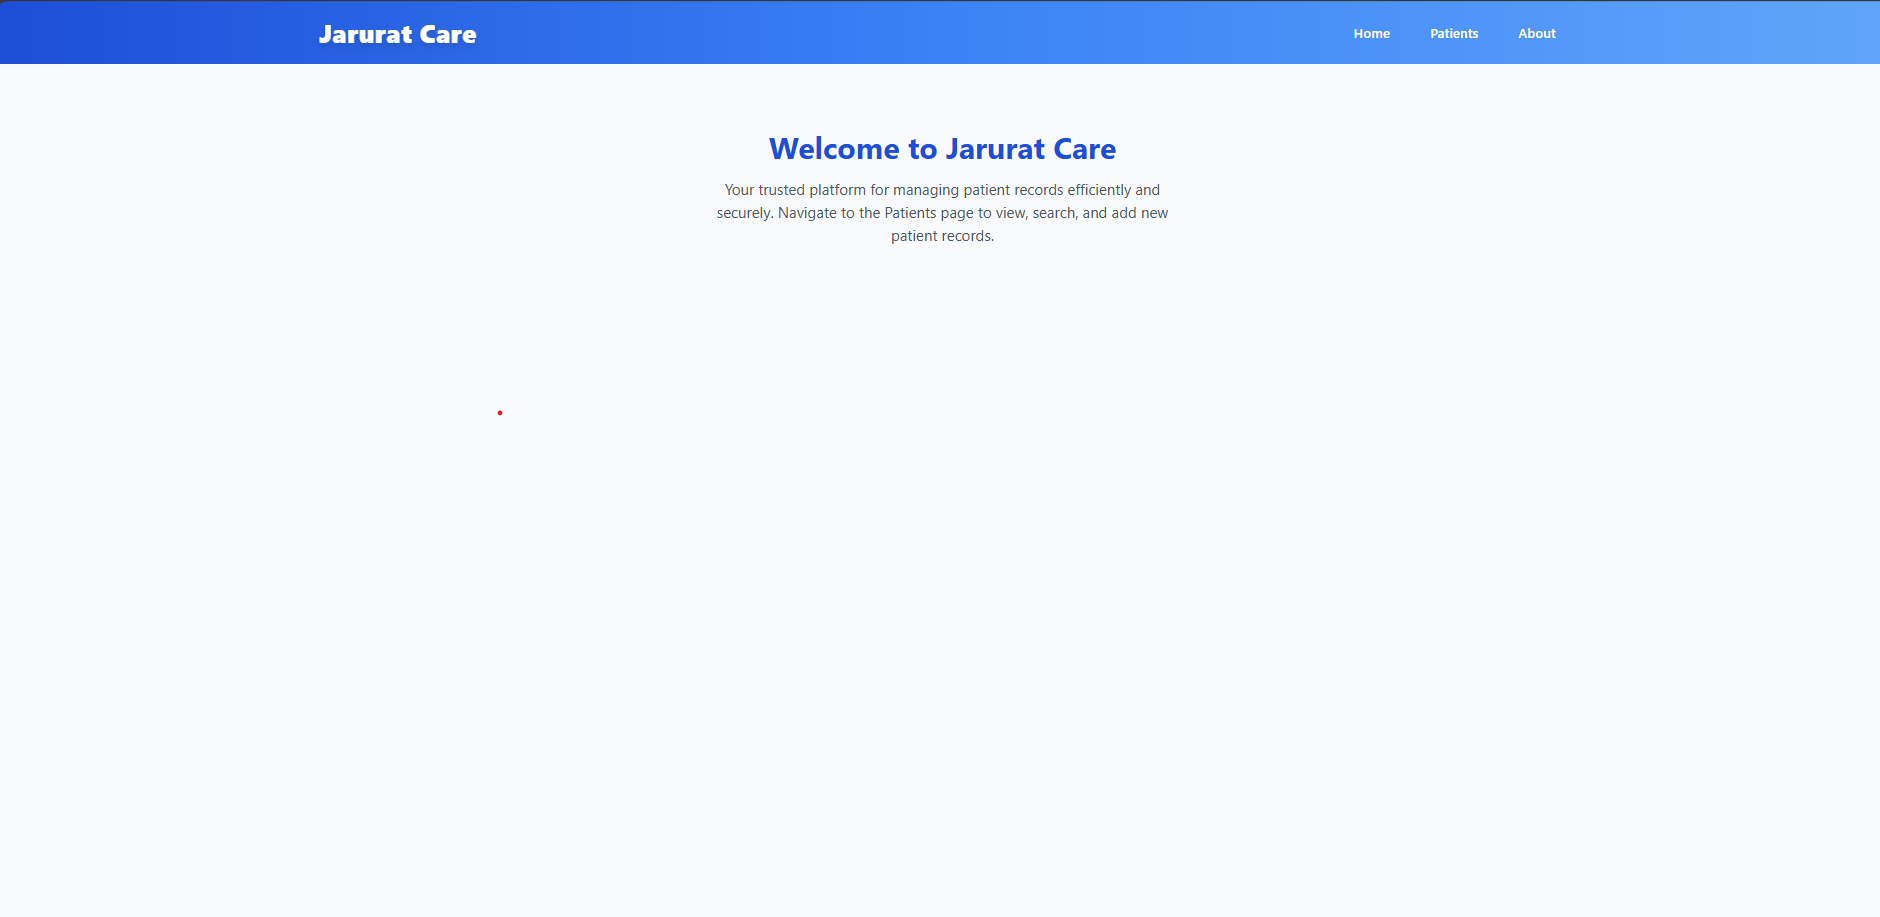 Jarurat Care
Home Patients About
Welcome to Jarurat Care
Your trusted platform for managing patient records efficiently and
securely. Navigate to the Patients page to view, search, and add new
patient records.